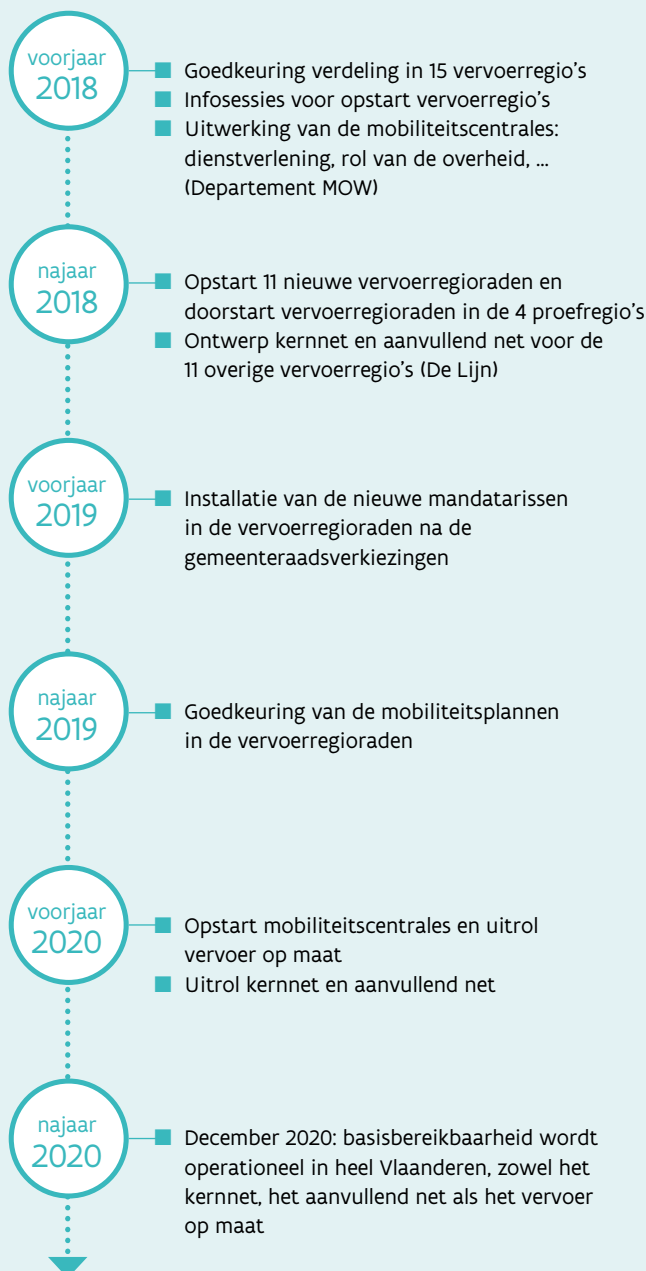 voorjaar
2018
Goedkeuring verdeling in 15 vervoerregio's
Infosessies voor opstart vervoerregio's
Uitwerking van de mobiliteitscentrales:
dienstverlening, rol van de overheid, ...
(Departement MOW)
najaar
2018
Opstart 11 nieuwe vervoerregioraden en
doorstart vervoerregioraden in de 4 proefregio's
Ontwerp kernnet en aanvullend net voor de
11 overige vervoerregio's (De Lijn)
voorjaar
2019
Installatie van de nieuwe mandatarissen
in de vervoerregioraden na de
gemeenteraadsverkiezingen
najaar
2019
Goedkeuring van de mobiliteitsplannen
in de vervoerregioraden
voorjaar
2020
Opstart mobiliteitscentrales en uitrol
vervoer op maat
Uitrol kernnet en aanvullend net
najaar
2020
December 2020: basisbereikbaarheid wordt
operationeel in heel Vlaanderen, zowel het
kernnet, het aanvullend net als het vervoer
op maat